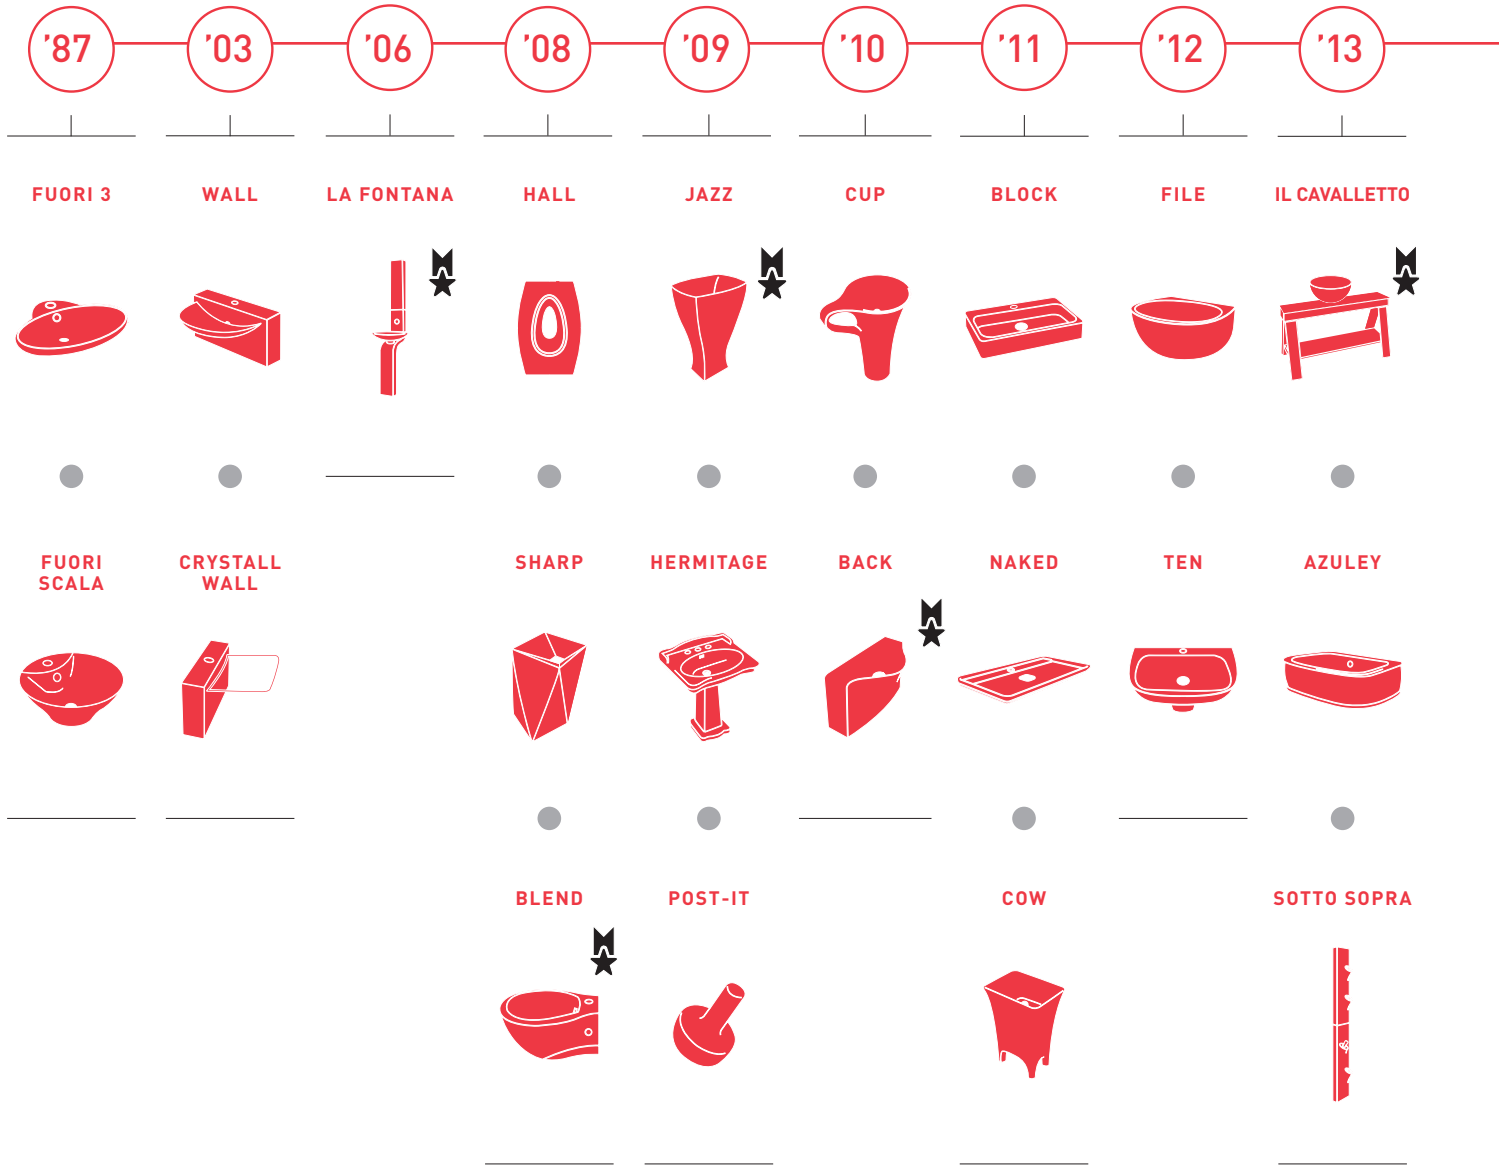 ’87 ’03 ’06 ’08 ’09 ’10 ’11 ’12 ’13
FUORI 3 WALL LA FONTANA HALL JAZZ CUP BLOCK FILE IL CAVALLETTO
FUORI
SCALA
CRYSTALL
WALL
SHARP HERMITAGE BACK NAKED TEN AZULEY
BLEND POST-IT COW SOTTO SOPRA